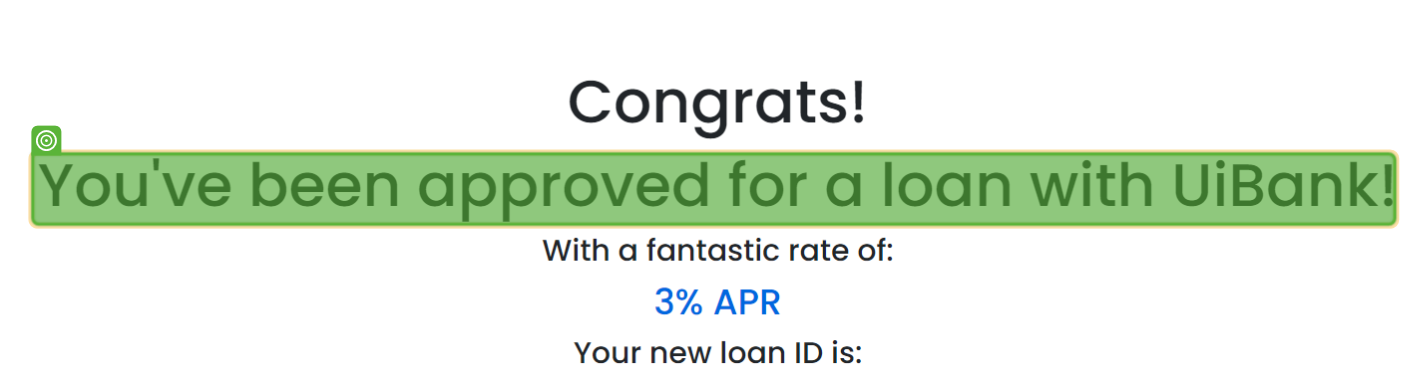 Congrats!
You've been approved for a loan with UiBank!
With a fantastic rate of:
3% APR
Your new loan ID is: